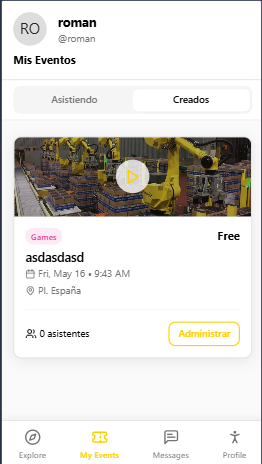 RO
roman
@roman
Mis Eventos
Asistiendo
Creados
Games
Free
asdasdasd
Fri, May 16 • 9:43 AM
Pl. España
0 asistentes
Administrar
Explore
My Events
Messages
Profile